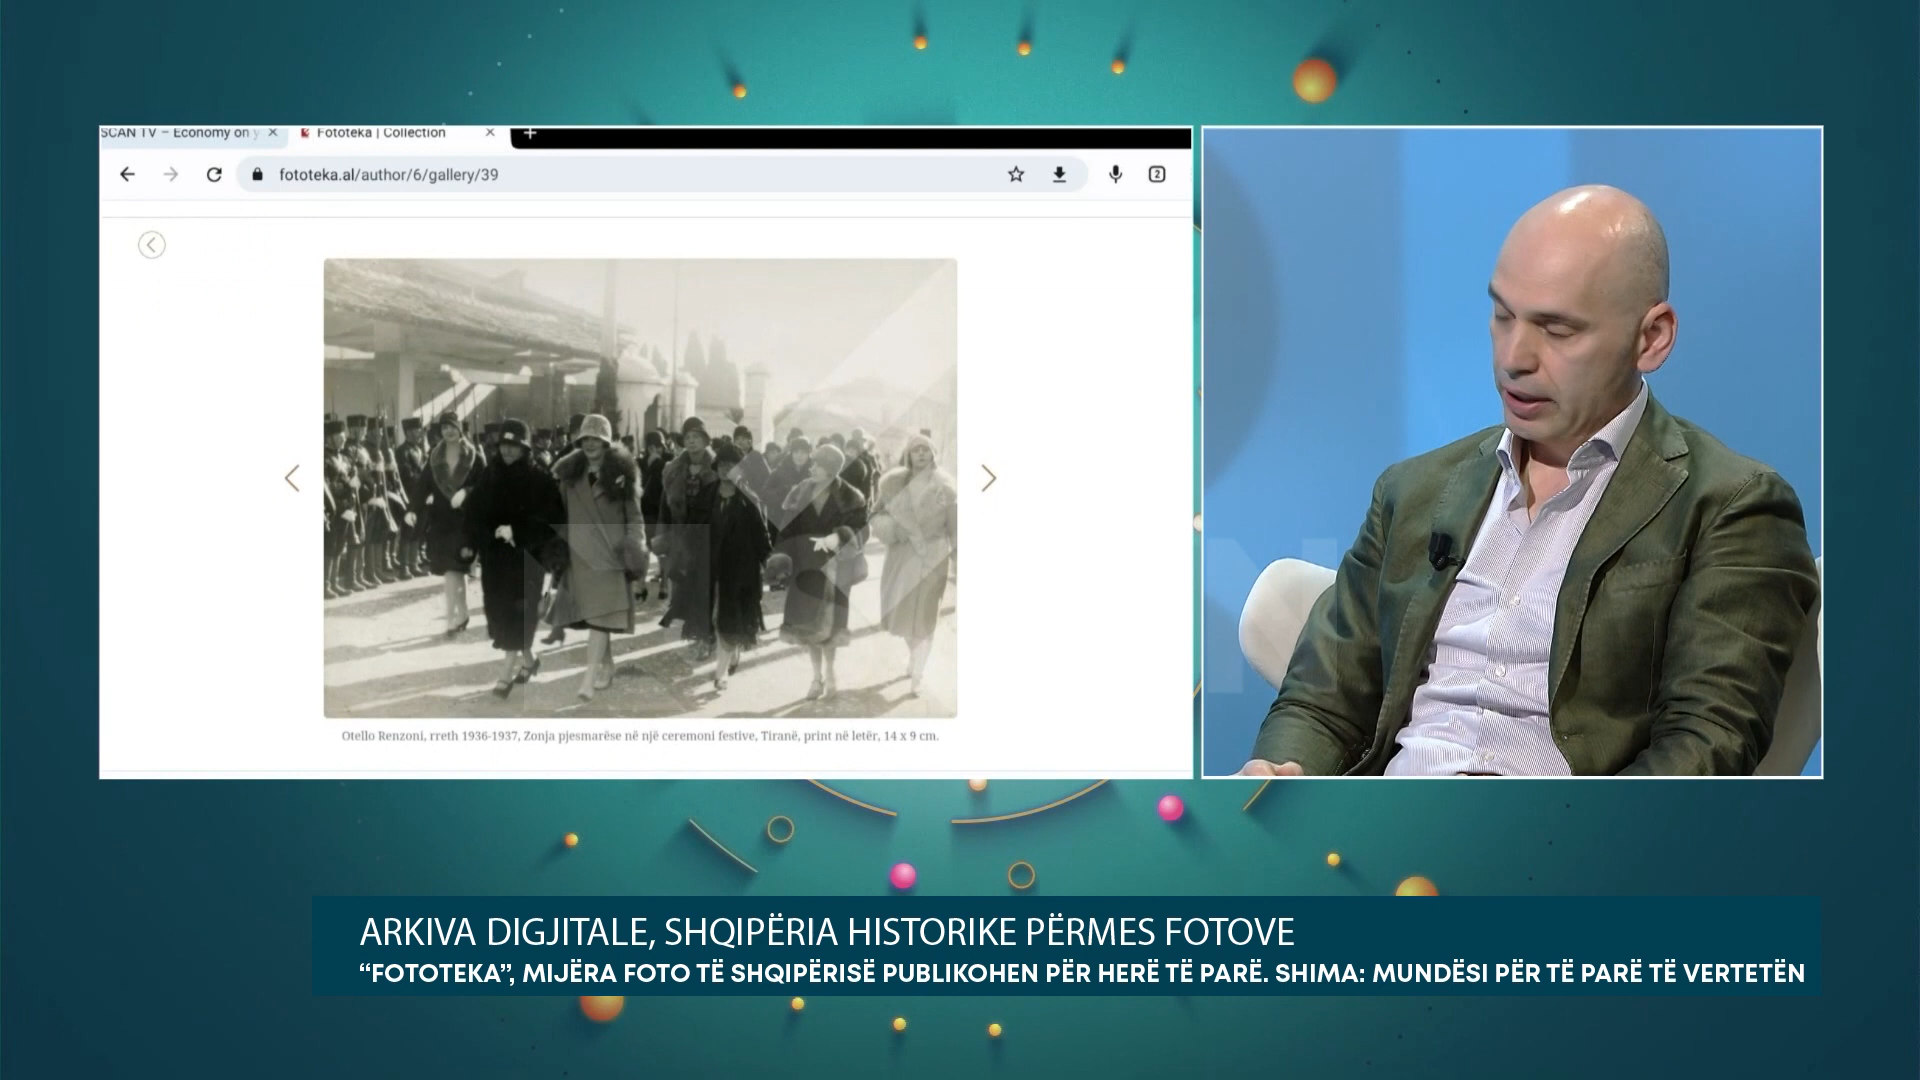 SCAN TV – Economy on y
Fototeka | Collection
fototeka.al/author/6/gallery/39
2
Otello Renzoni, rreth 1936-1937, Zonja pjesmarëse në një ceremoni festive, Tiranë, print në letër, 14 x 9 cm.
ARKIVA DIGJITALE, SHQIPËRIA HISTORIKE PËRMES FOTOVE
“FOTOTEKA”, MIJËRA FOTO TË SHQIPËRISË PUBLIKOHEN PËR HERË TË PARË. SHIMA: MUNDËSI PËR TË PARË TË VERTETËN